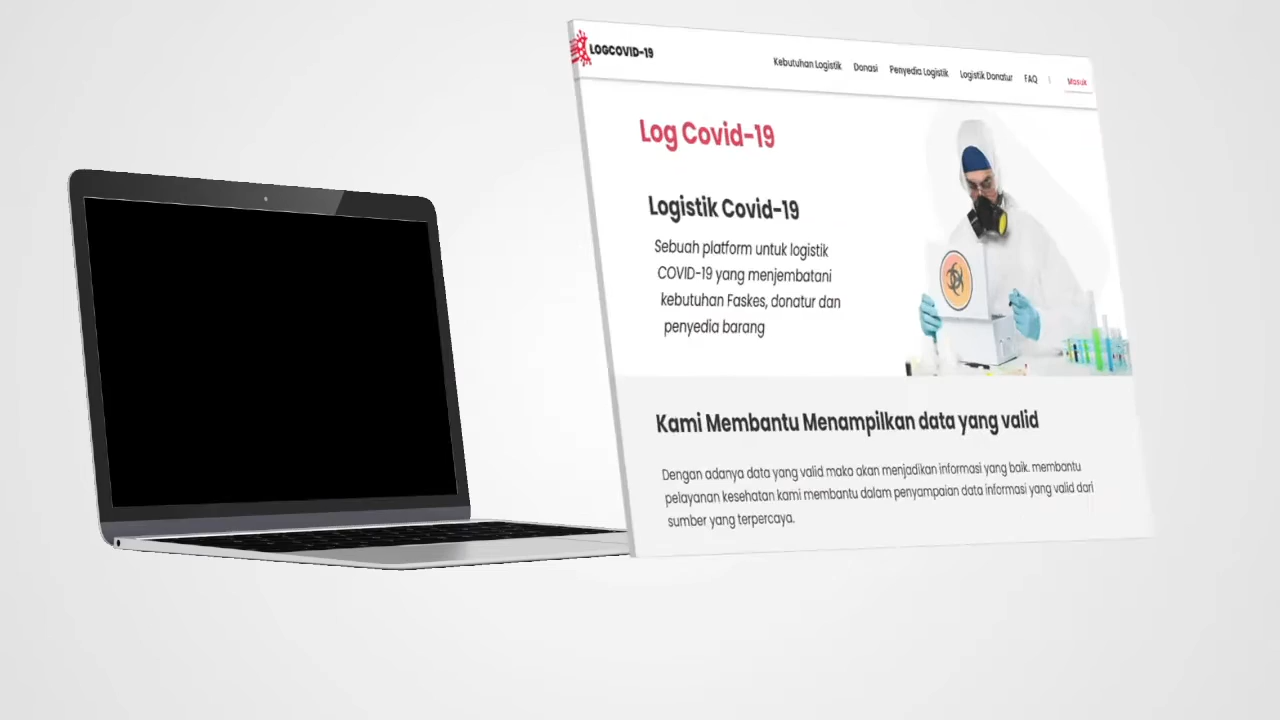 LOGCOVID-19
Kebutuhan Logistik Donasi Penyedia Logistik Logistik Donatur FAQ | Masuk
Log Covid-19
Logistik Covid-19
Sebuah platform untuk logistik
COVID-19 yang menjembatani
kebutuhan Faskes, donatur dan
penyedia barang
Kami Membantu Menampilkan data yang valid
Dengan adanya data yang valid maka akan menjadikan informasi yang baik. membantu
pelayanan kesehatan kami membantu dalam penyampaian data informasi yang valid dari
sumber yang terpercaya.